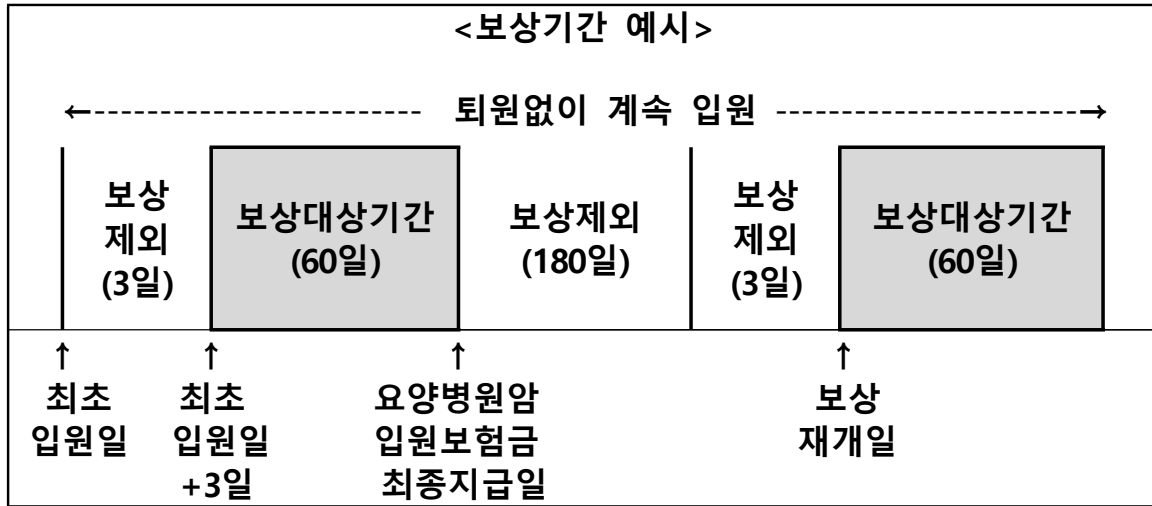 <보상기간 예시>
←------------------------ 퇴원없이 계속 입원 ----------------------→
보상
제외
(3일)
보상대상기간
(60일)
보상제외
(180일)
보상
제외
(3일)
보상대상기간
(60일)
↑
최초
입원일
↑
최초
입원일
+3일
↑
요양병원암
입원보험금
최종지급일
↑
보상
재개일